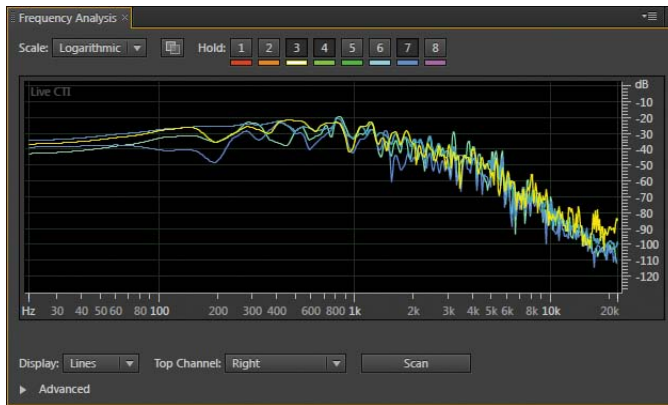 Frequency Analysis ×
Scale: Logarithmic Hold: 1 2 3 4 5 6 7 8
Live CTI
dB
-10
-20
-30
-40
-50
-60
-70
-80
-90
-100
-110
-120
Hz 30 40 50 60 80 100 200 300 400 600 800 1k 2k 3k 4k 5k 6k 8k 10k 20k
Display: Lines Top Channel: Right Scan
Advanced